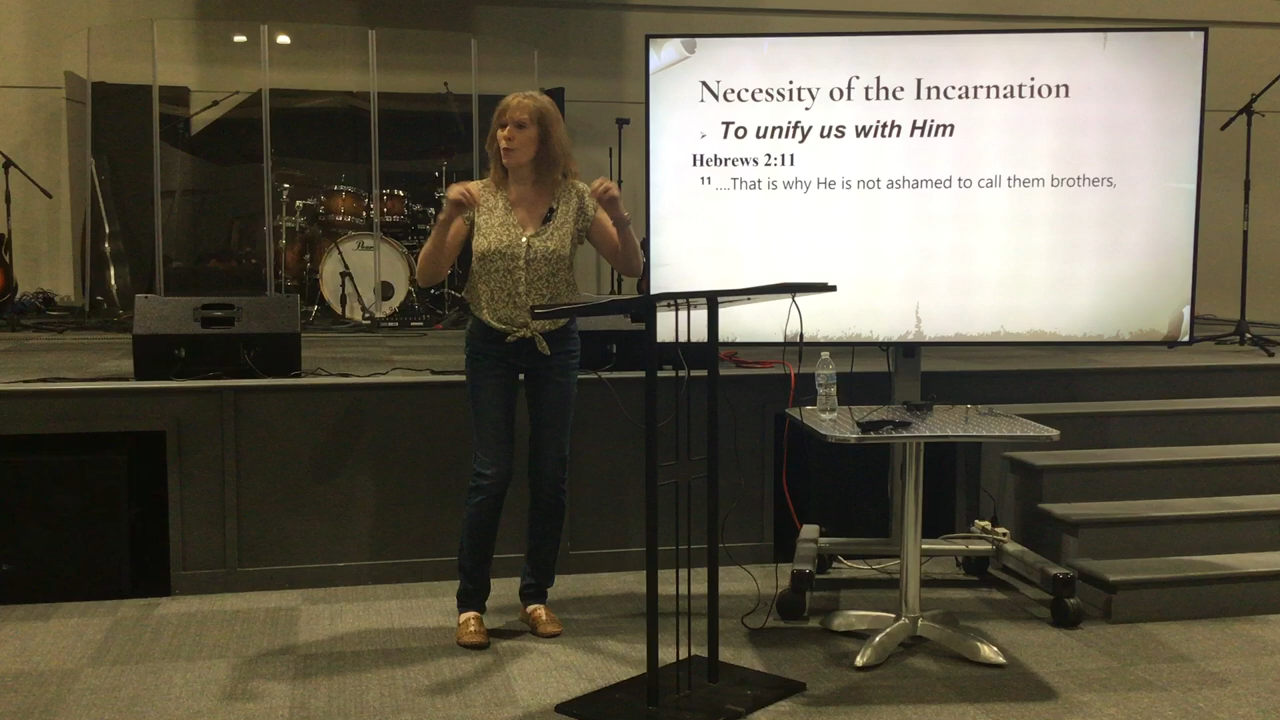 Necessity of the Incarnation
➢ To unify us with Him
Hebrews 2:11
11 ....That is why He is not ashamed to call them brothers,
Pearl